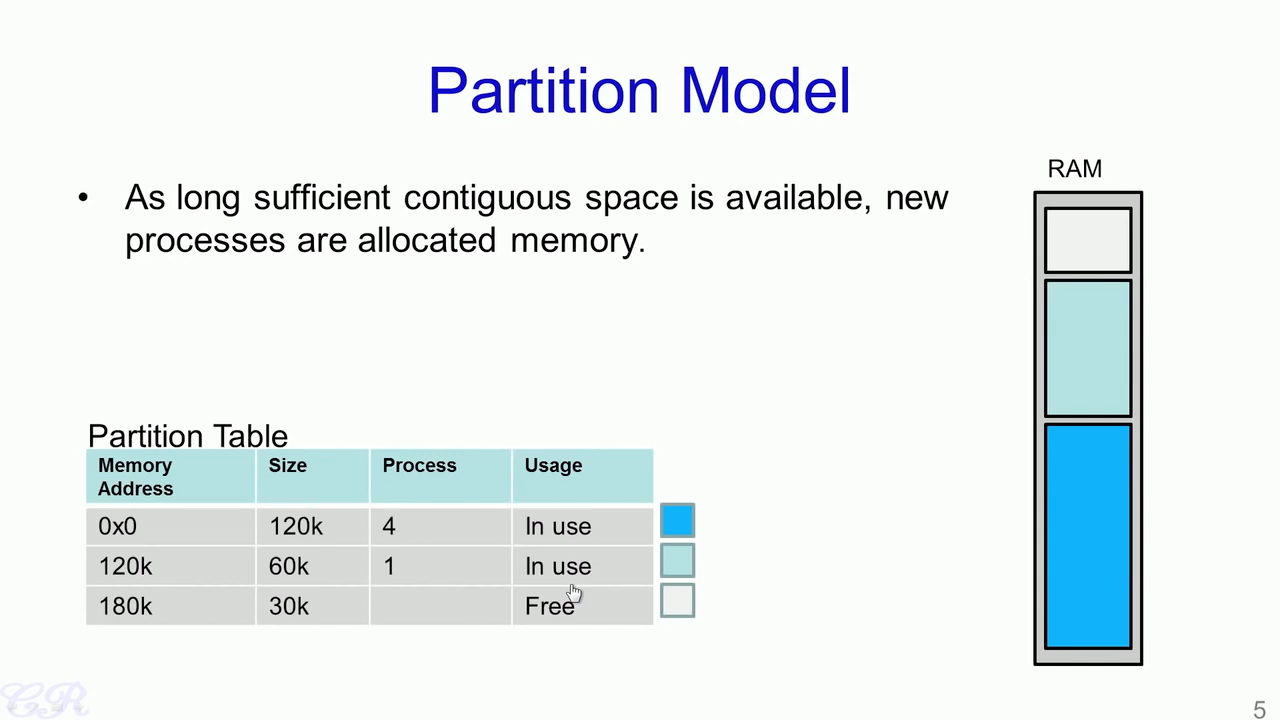 Partition Model
RAM
• As long sufficient contiguous space is available, new
processes are allocated memory.
Partition Table
Memory Address Size Process Usage
0x0 120k 4 In use
120k 60k 1 In use
180k 30k Free
CR
5